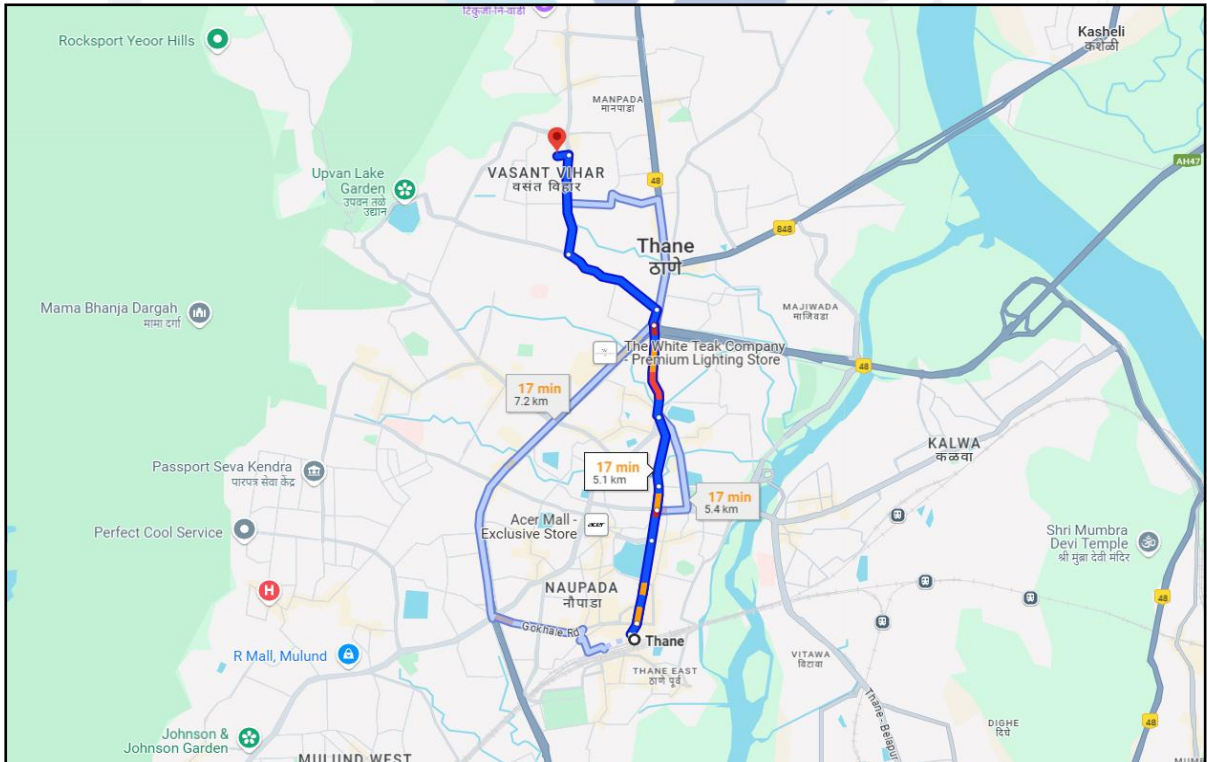 टिकुजी-नि-वाडी
Rocksport Yeoor Hills
Kasheli
कशेळी
MANPADA
मानपाडा
AH47
VASANT VIHAR
वसंत विहार
Upvan Lake
Garden
उपवन तळे
उद्यान
48
848
Thane
ठाणे
Mama Bhanja Dargah
मामा दर्गा
MAJIWADA
माजिवडा
The White Teak Company
- Premium Lighting Store
48
17 min
7.2 km
KALWA
कळवा
Passport Seva Kendra
पारपत्र सेवा केंद्र
17 min
5.1 km
17 min
5.4 km
Acer Mall -
Exclusive Store
acer
Perfect Cool Service
Shri Mumbra
Devi Temple
श्री मुंब्रा देवी मंदिर
H
NAUPADA
नौपाडा
48
Gokhale Rd
Thane
R Mall, Mulund
THANE EAST
ठाणे पूर्व
VITAWA
विटावा
Thane - Belapur
DIGHE
दिघे
48
Johnson &
Johnson Garden
MULUND WEST